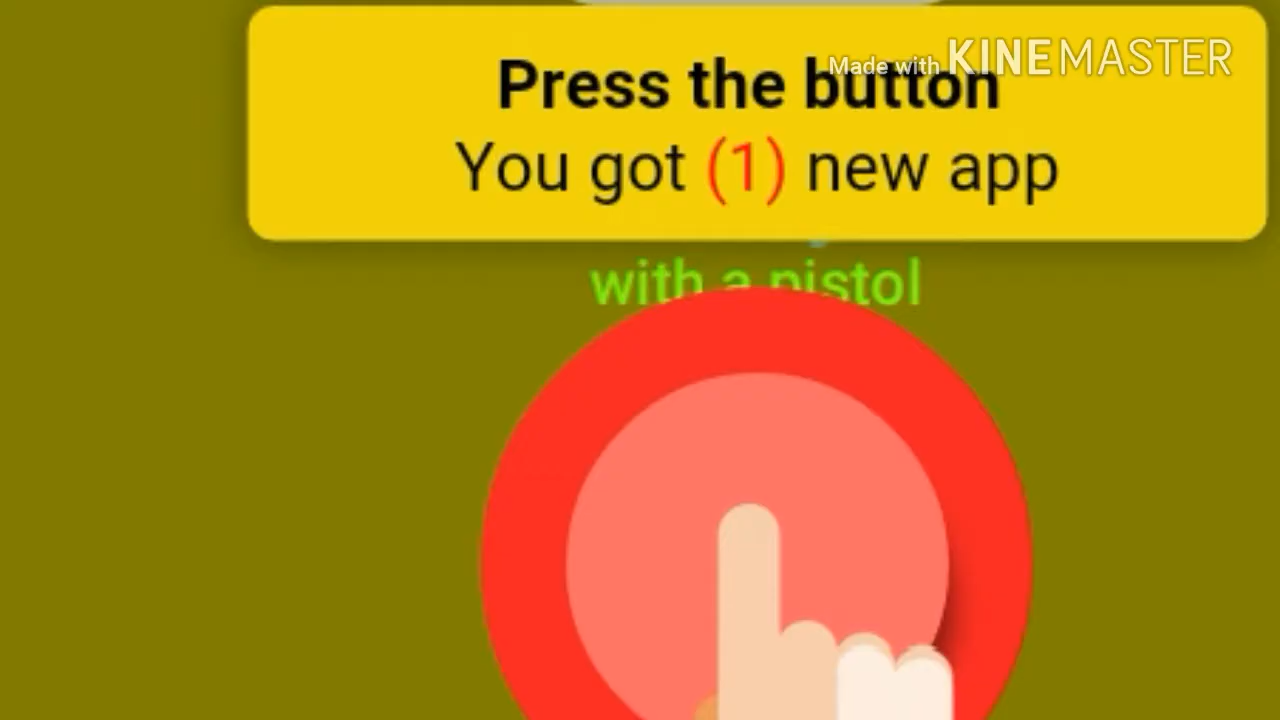 Press the button
Made with KINEMASTER
You got (1) new app
with a pistol